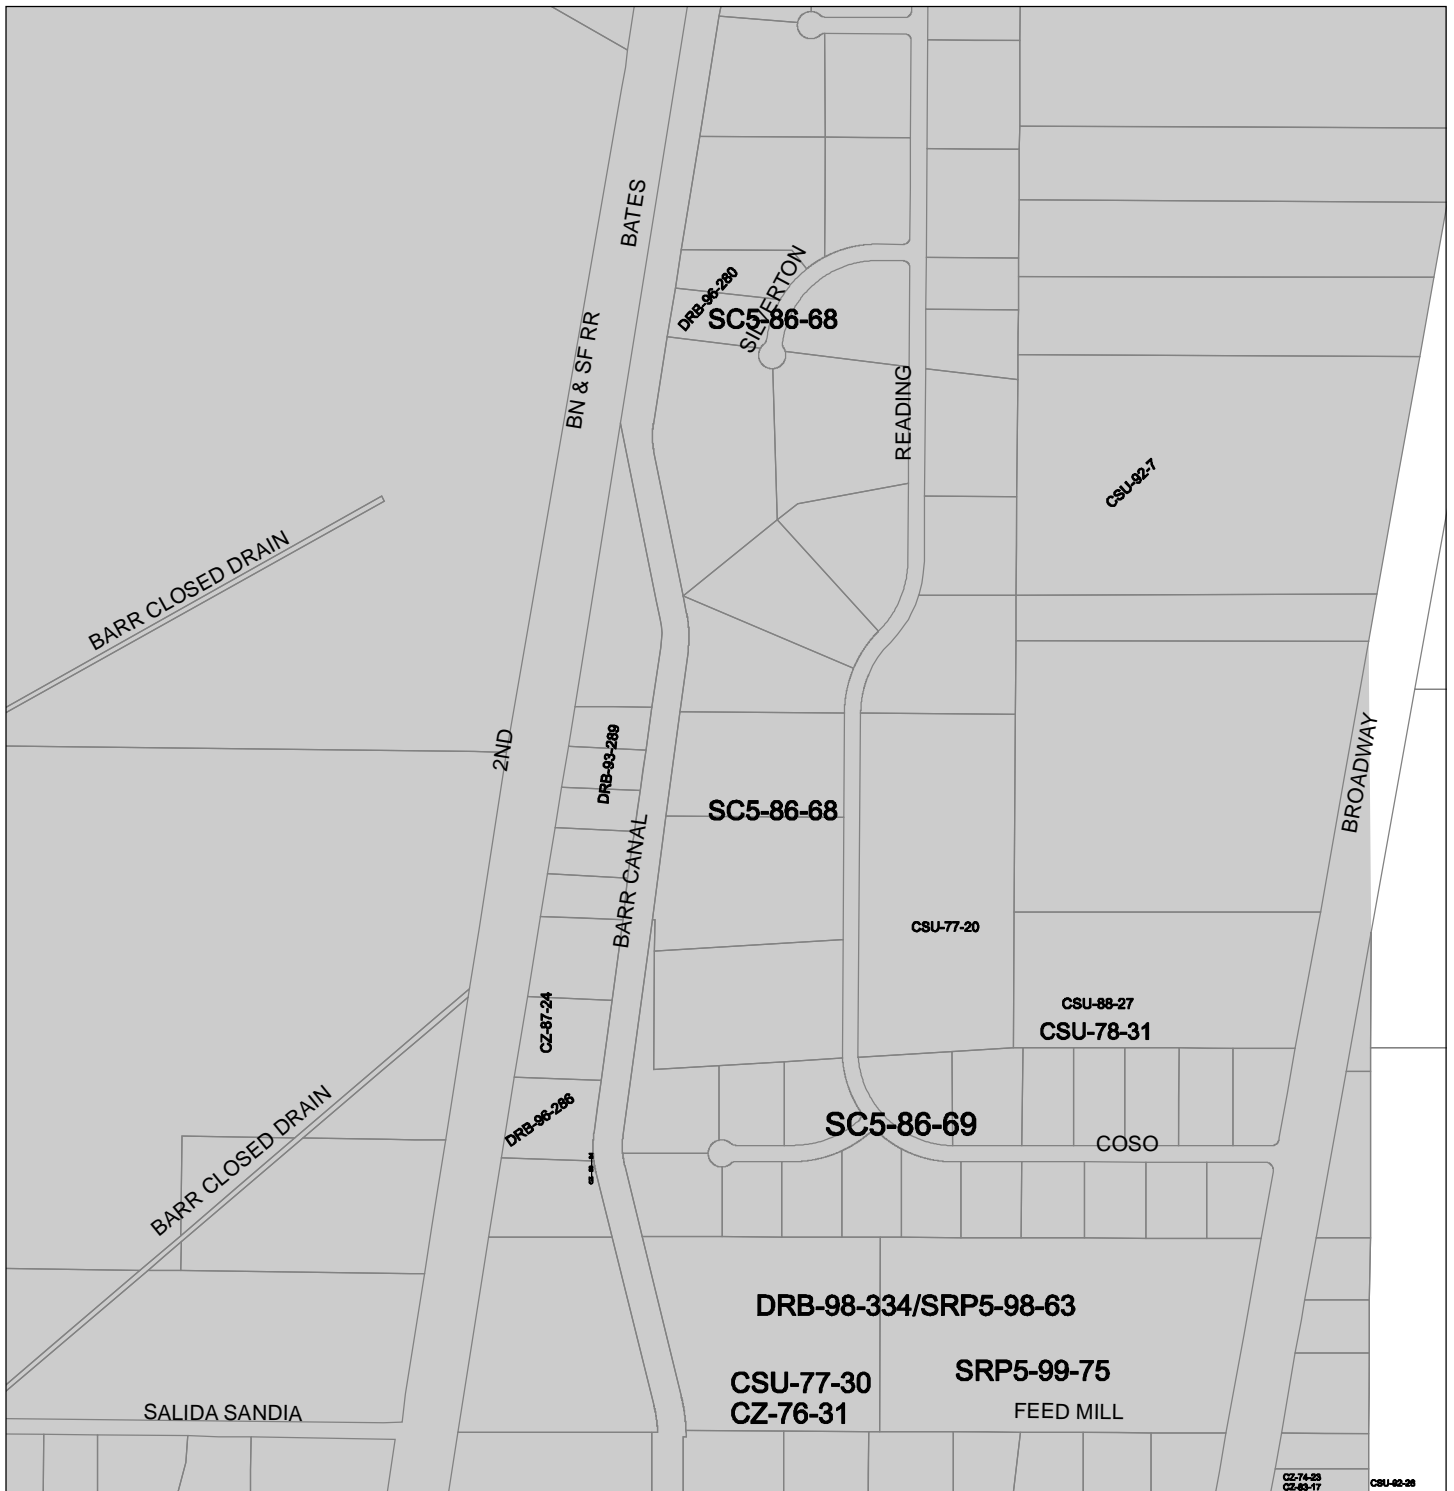 BATES
DRB-96-280
SILVERTON
SC5-86-68
BN & SF RR
READING
CSU-92-7
BARR CLOSED DRAIN
2ND
DRB-93-289
BROADWAY
SC5-86-68
BARR CANAL
CSU-77-20
CZ-87-24
CSU-88-27
CSU-78-31
DRB-96-286
SC5-86-69
COSO
BARR CLOSED DRAIN
DRB-98-334/SRP5-98-63
SRP5-99-75
CSU-77-30
CZ-76-31
SALIDA SANDIA
FEED MILL
CZ-74-23
CZ-83-17
CSU-92-26